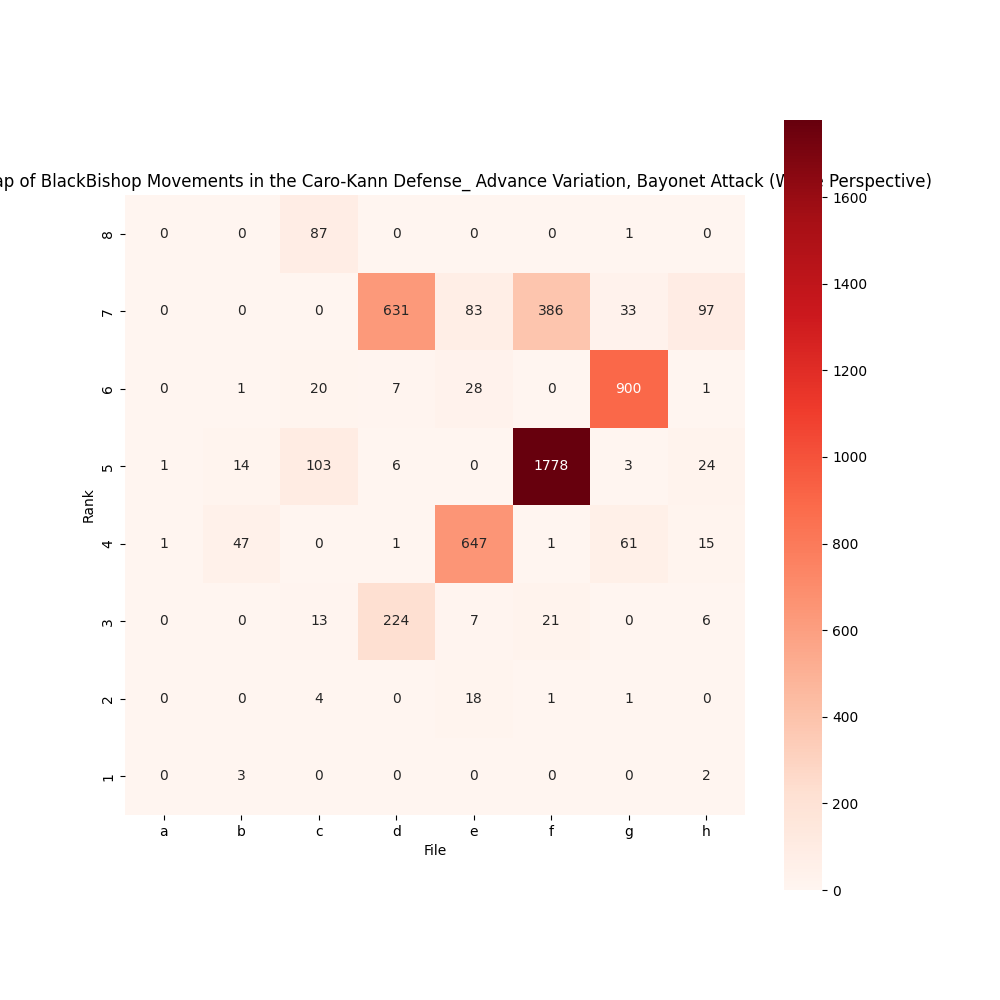 ap of BlackBishop Movements in the Caro-Kann Defense_ Advance Variation, Bayonet Attack (W Perspective)
8 0 0 87 0 0 0 1 0
7 0 0 0 631 83 386 33 97
6 0 1 20 7 28 0 900 1
5 1 14 103 6 0 1778 3 24
4 1 47 0 1 647 1 61 15
3 0 0 13 224 7 21 0 6
2 0 0 4 0 18 1 1 0
1 0 3 0 0 0 0 0 2
a b c d e f g h
File
Rank
1600
1400
1200
1000
800
600
400
200
0